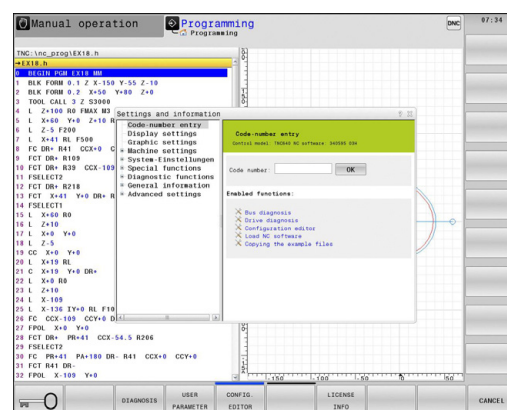 Manual operation
Programming
Programming
DNC
07:34
TNC:\nc_prog\EX18.h
→EX18.h
0 BEGIN PGM EX18 MM
1 BLK FORM 0.1 Z X-150 Y-55 Z-10
2 BLK FORM 0.2 X+50 Y+80 Z+0
3 TOOL CALL 3 Z S3000
4 L Z+100 R0 FMAX M3
5 L X+60 Y+0 Z+10 R
6 L Z-5 F200
7 L X+41 RL F500
8 FC DR+ R41 CCX+0 C
9 FCT DR+ R109
10 FCT DR+ R39 CCX-109
11 FSELECT2
12 FCT DR+ R218
13 FCT X+41 Y+0 DR+ R
14 FSELECT1
15 L X+60 R0
16 L Z+10
17 L X+0 Y+0
18 L Z-5
19 CC X+0 Y+0
20 L X+19 RL
21 C X+19 Y+0 DR+
22 L X+0 R0
23 L Z+10
24 L X-109
25 L X-136 IY+0 RL F10
26 FC CCX-109 CCY+0 D
27 FPOL X+0 Y+0
28 FCT DR+ PR+41 CCX-54.5 R206
29 FSELECT2
30 FC PR+41 PA+180 DR- R41 CCX+0 CCY+0
31 FCT R41 DR-
32 FPOL X-109 Y+0
Settings and information
Code-number entry
Display settings
Graphic settings
Machine settings
System-Einstellungen
Special functions
Diagnostic functions
General information
Advanced settings
Code-number entry
Control model: TNC640 NC software
Code number
OK
Enabled functions:
Bus diagnosis
Drive diagnosis
Configuration editor
Load NC software
Copying the example files
-150
-100
-50
0
50
DIAGNOSIS
USER
PARAMETER
CONFIG.
EDITOR
LICENSE
INFO
CANCEL